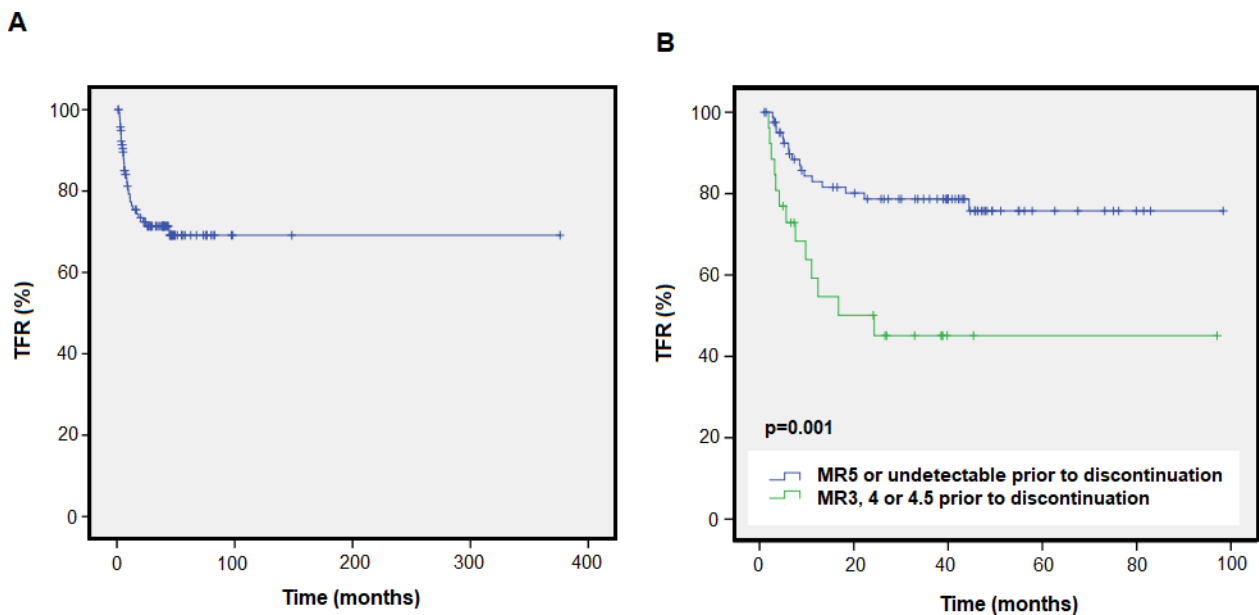 A
100
80
60
40
20
0
TFR (%)
0 100 200 300 400
Time (months)
B
100
80
60
40
20
0
TFR (%)
p=0.001
MR5 or undetectable prior to discontinuation
MR3, 4 or 4.5 prior to discontinuation
0 20 40 60 80 100
Time (months)